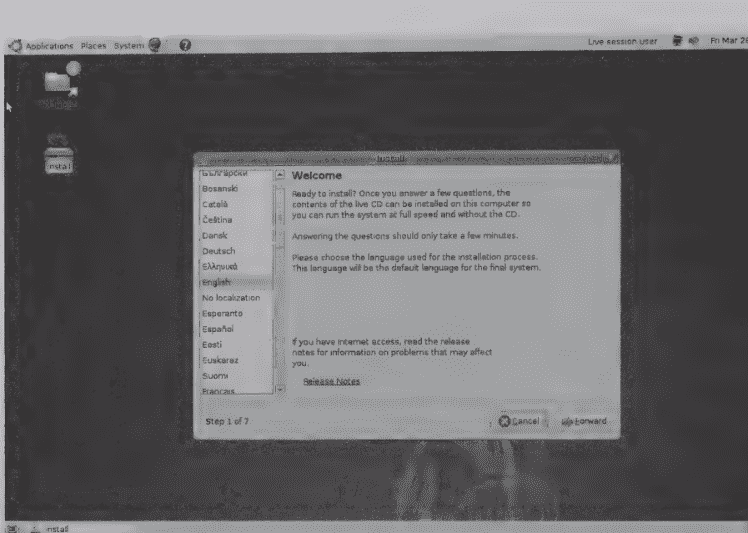 Applications Places System
Live session user
Fri Mar 28
Install
Install
Български
Bosanski
Català
Čeština
Dansk
Deutsch
Ελληνικά
English
No localization
Esperanto
Español
Eesti
Euskaraz
Suomi
Français
Welcome
Ready to install? Once you answer a few questions, the
contents of the live CD can be installed on this computer so
you can run the system at full speed and without the CD.
Answering the questions should only take a few minutes.
Please choose the language used for the installation process.
This language will be the default language for the final system.
If you have internet access, read the release
notes for information on problems that may affect
you.
Release Notes
Step 1 of 7
Cancel
Forward
Install